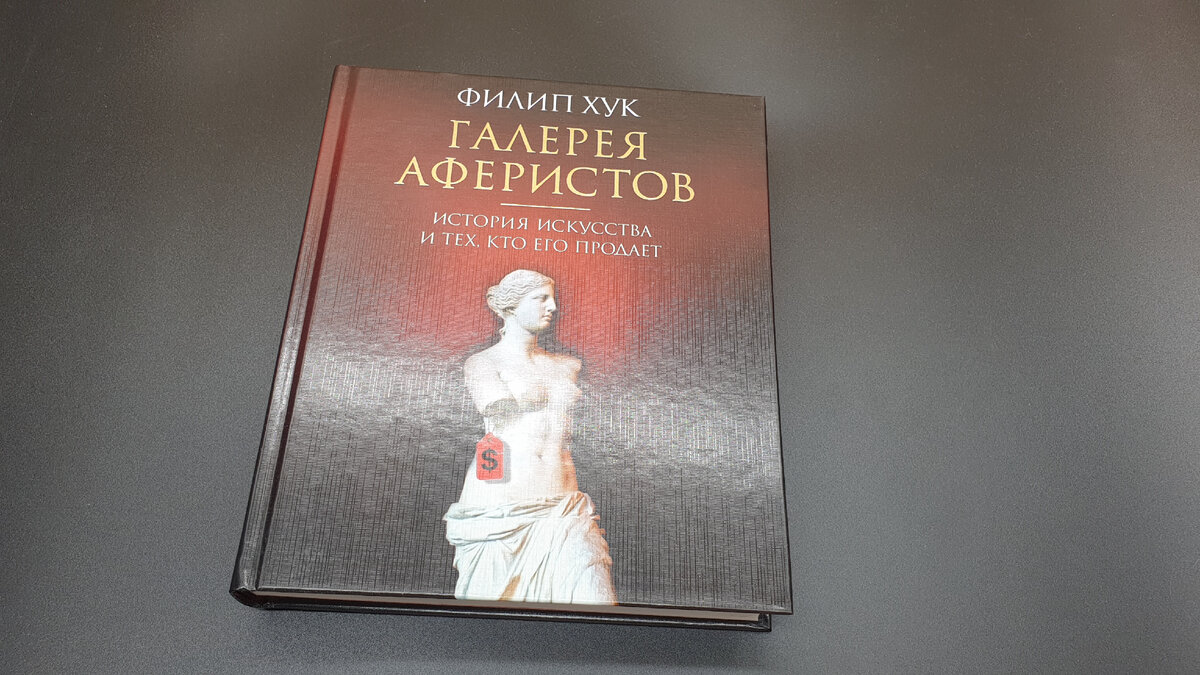 ФИЛИП ХУК
ГАЛЕРЕЯ
АФЕРИСТОВ
ИСТОРИЯ ИСКУССТВА
И ТЕХ, КТО ЕГО ПРОДАЕТ
$